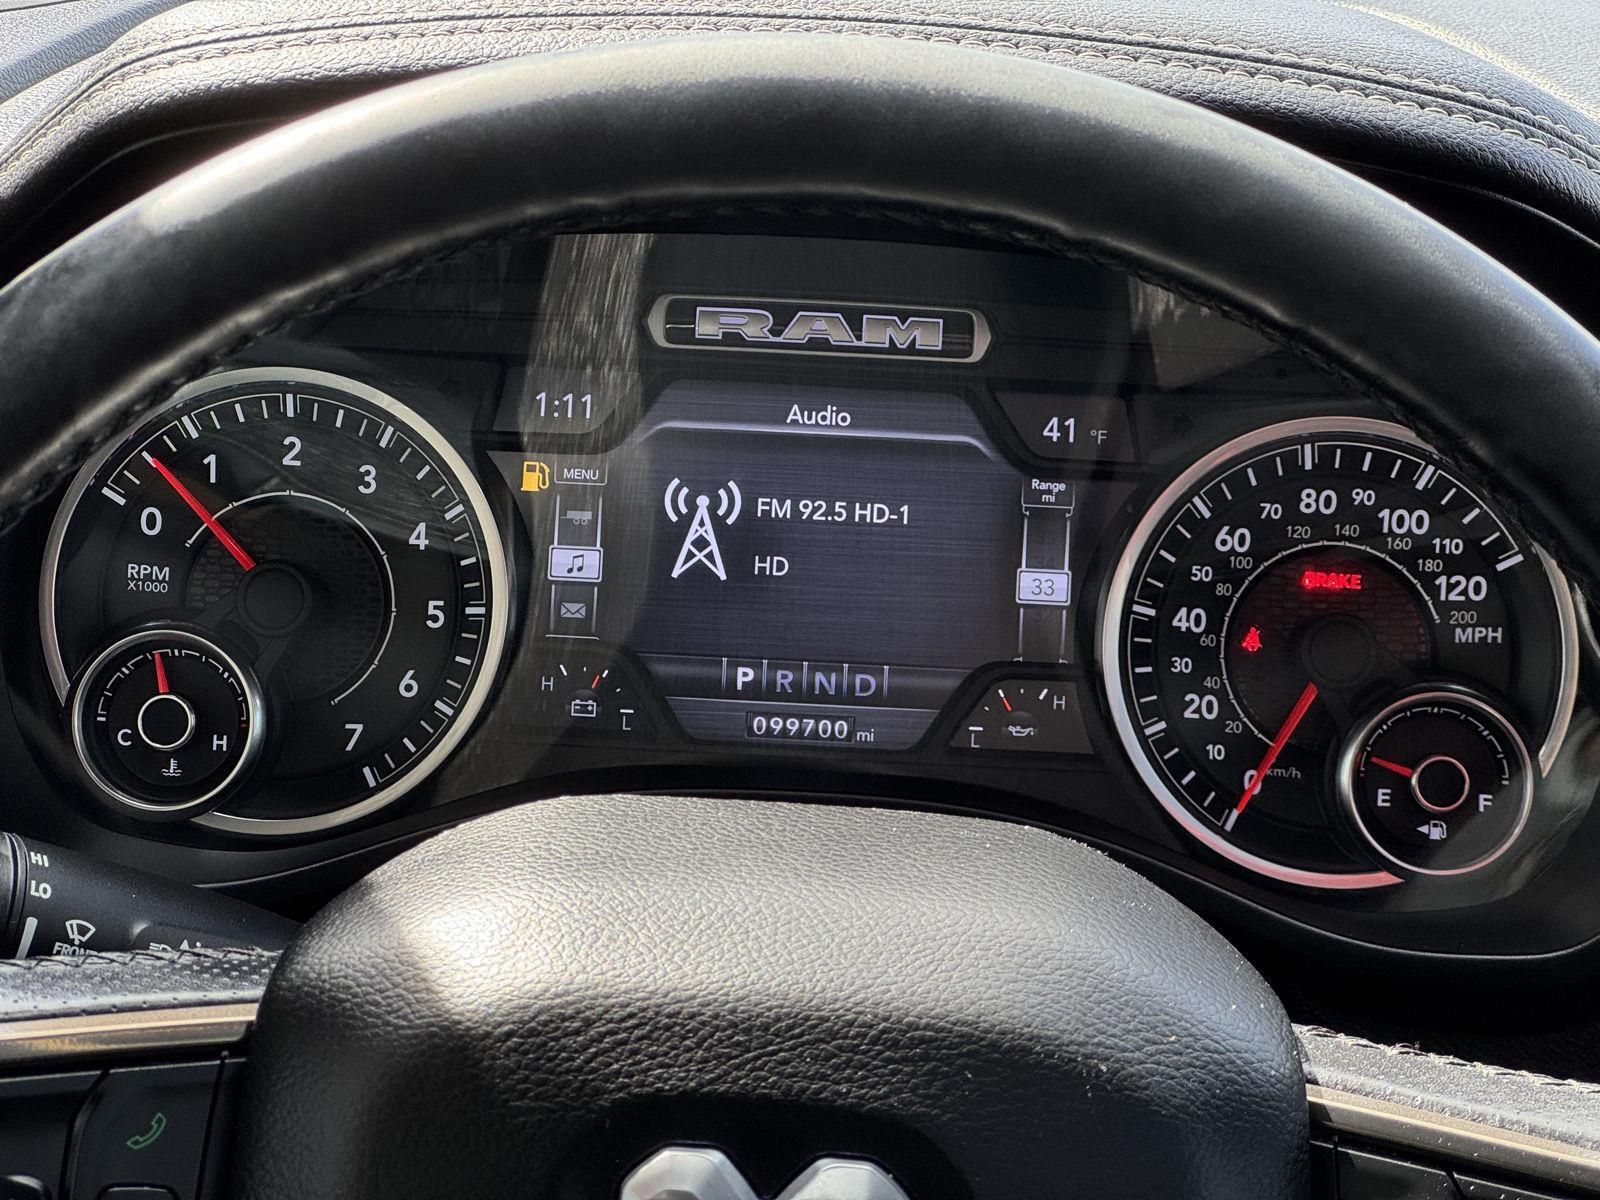 RAM
1:11
Audio
41 °F
MENU
FM 92.5 HD-1
HD
Range
mi
33
P R N D
099700 mi
H
L
L
H
0
1
2
3
4
5
6
7
RPM
X1000
C
H
0
10
20
30
40
50
60
70
80
90
100
110
120
MPH
20
40
60
80
100
120
140
160
180
200
km/h
BRAKE
E
F
HI
LO
FRONT